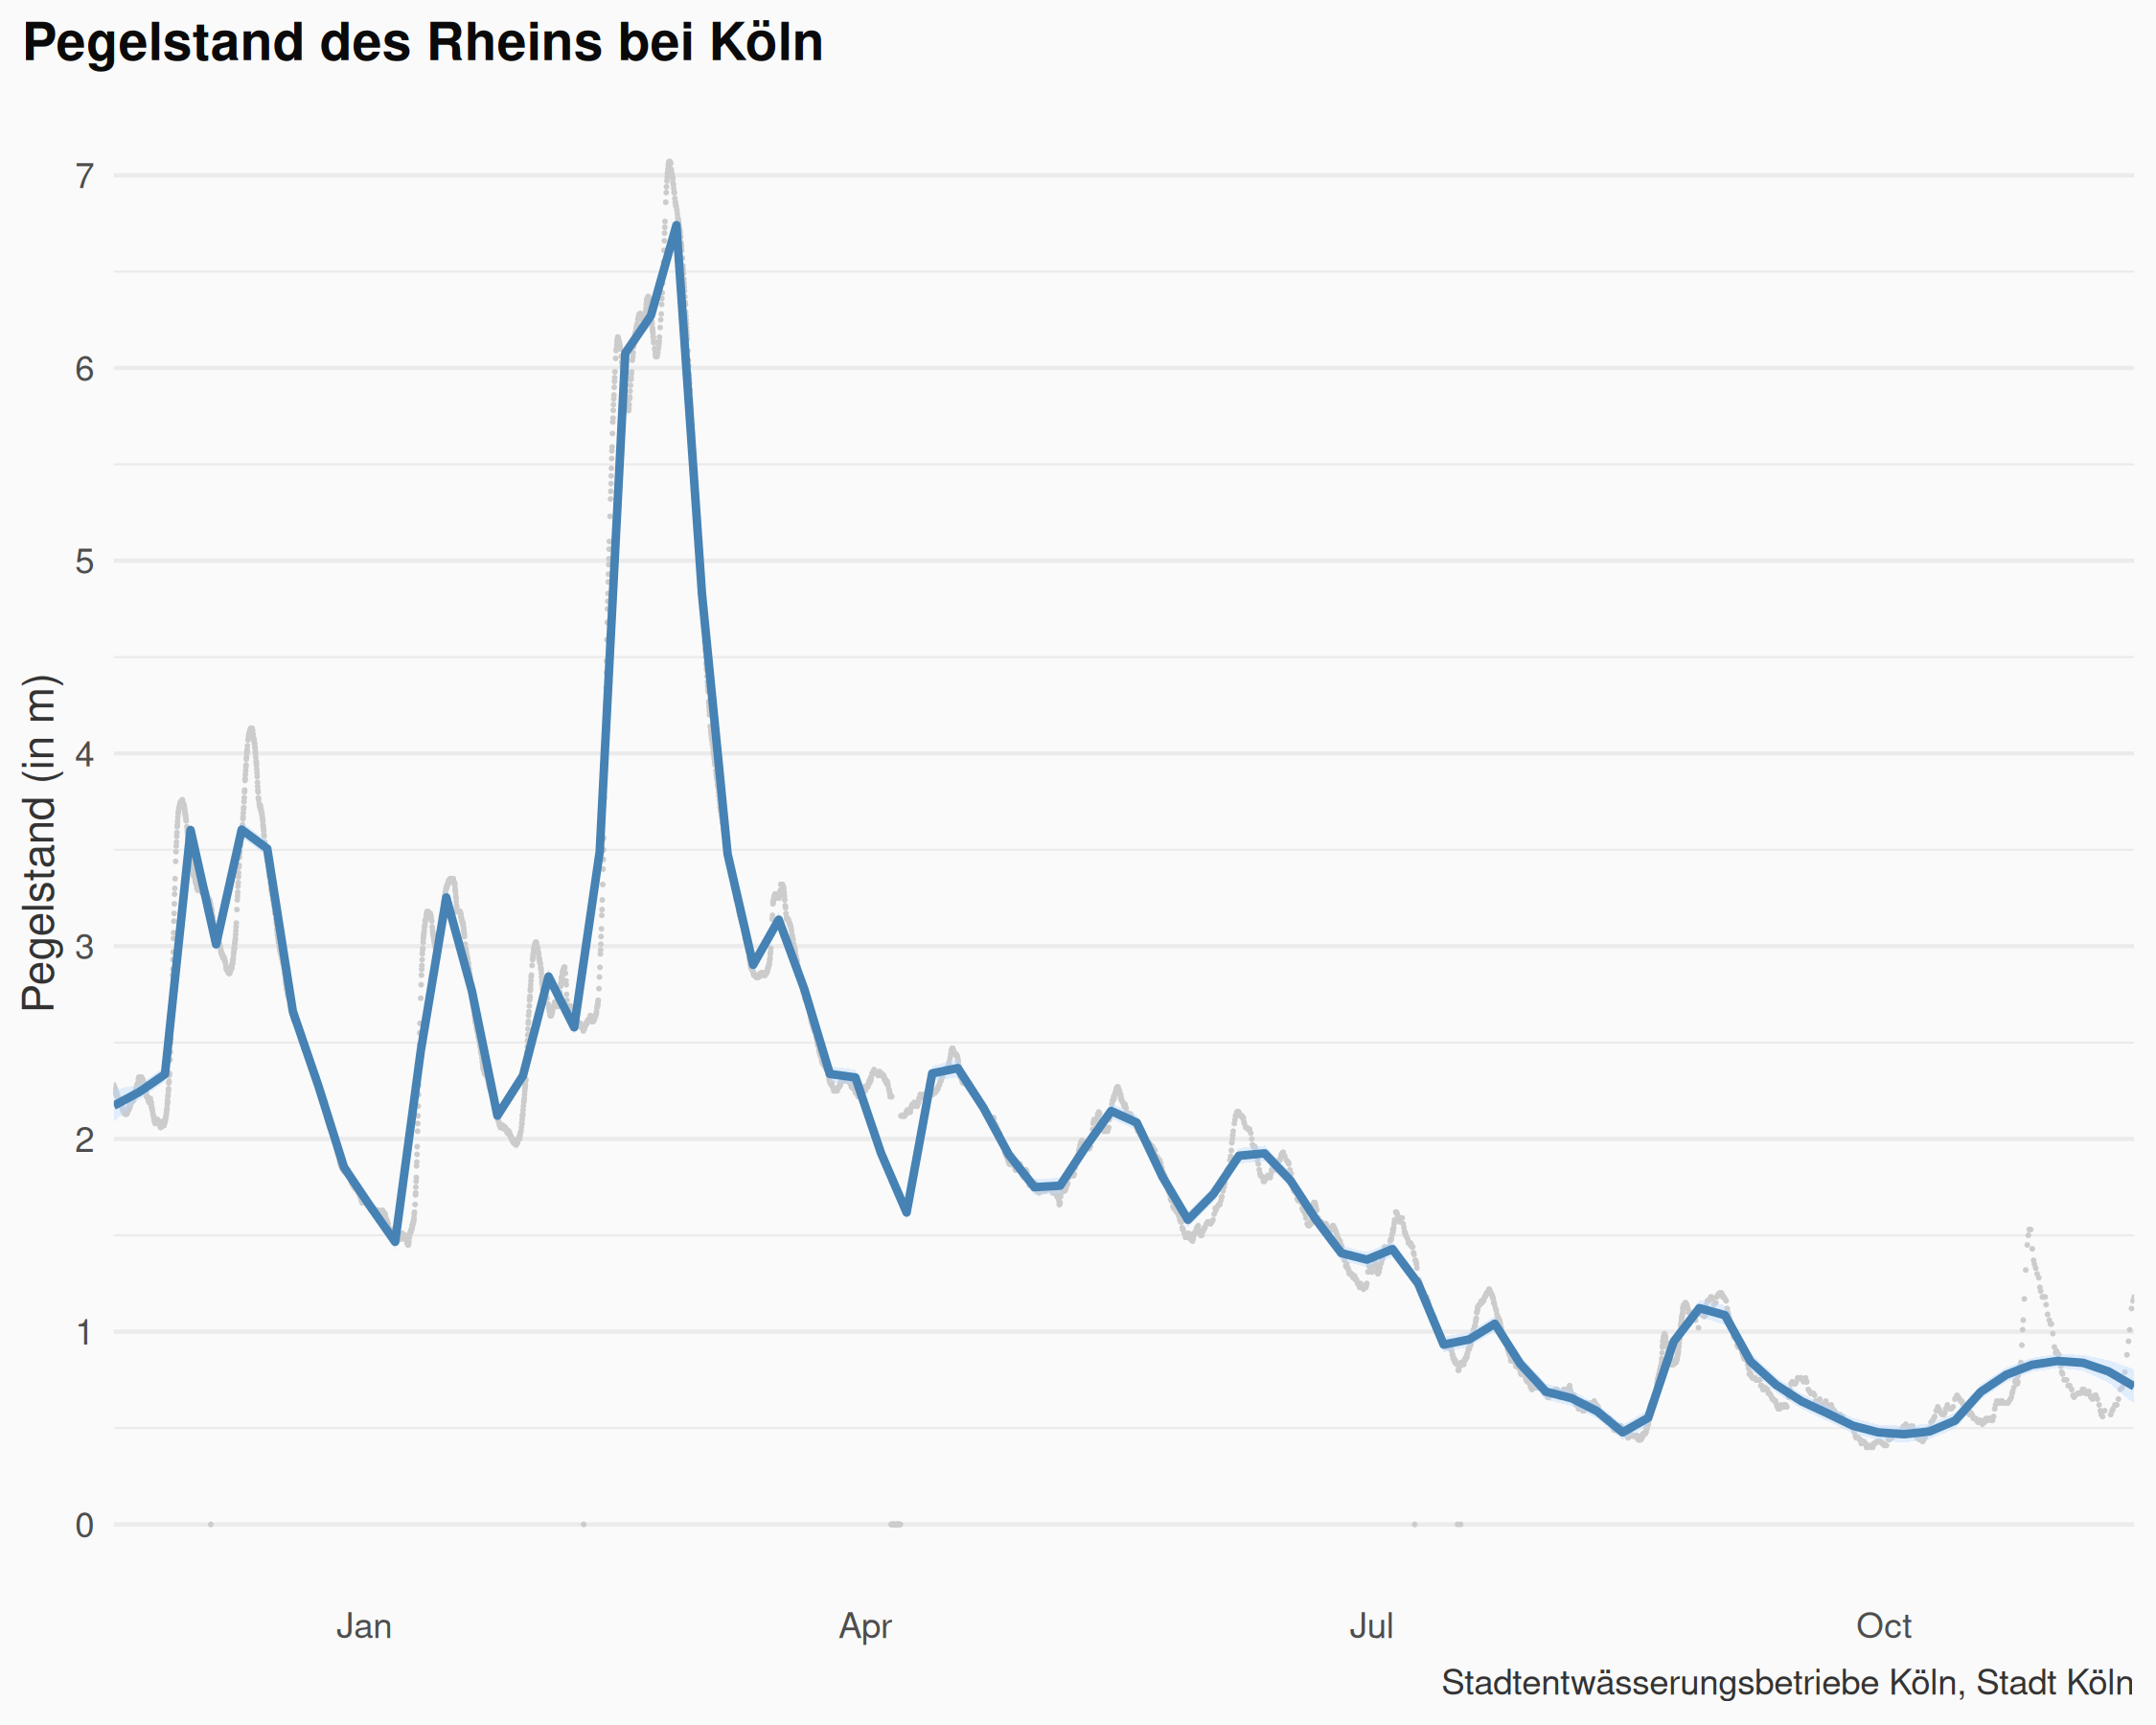 Pegelstand des Rheins bei Köln
Pegelstand (in m)
7
6
5
4
3
2
1
0
Jan Apr Jul Oct
Stadtentwässerungsbetriebe Köln, Stadt Köln